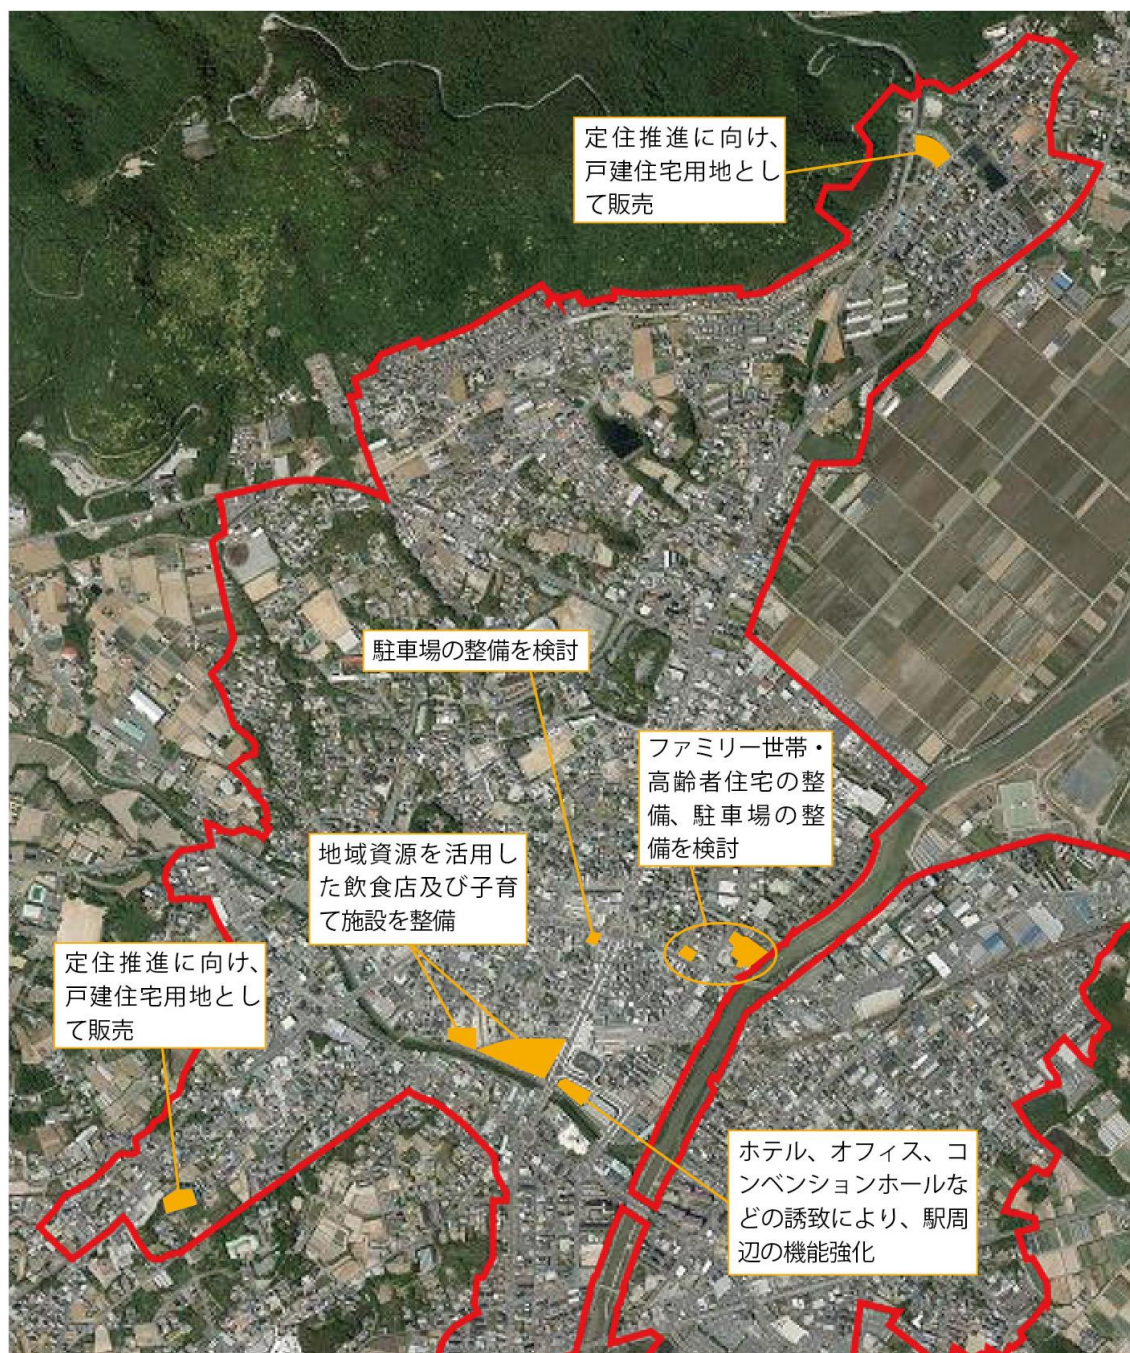 定住推進に向け、
戸建住宅用地とし
て販売
駐車場の整備を検討
ファミリー世帯・
高齢者住宅の整
備、駐車場の整
備を検討
地域資源を活用し
た飲食店及び子育
て施設を整備
定住推進に向け、
戸建住宅用地とし
て販売
ホテル、オフィス、コ
ンベンションホールな
どの誘致により、駅周
辺の機能強化